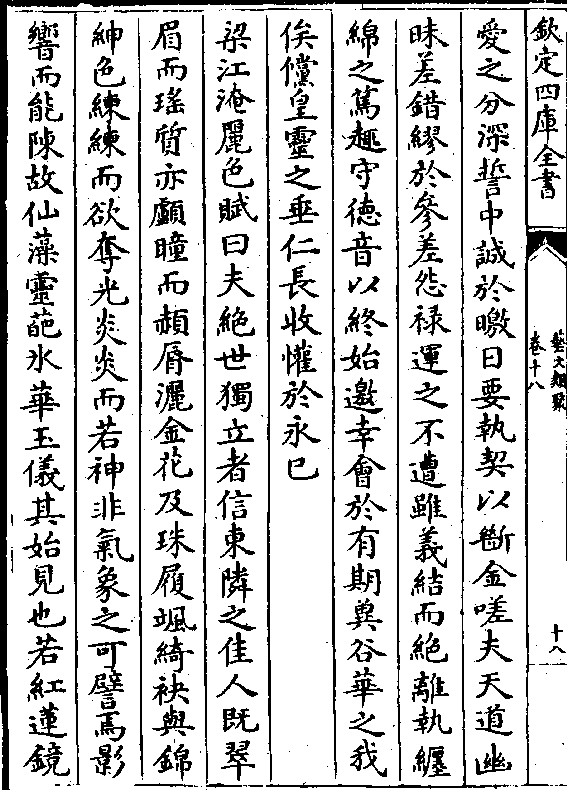 欽定四庫全書
藝文類聚
卷十八
十八
愛之分深誓中誠於曒日要執契以斷金嗟夫天道幽
昧差錯繆於參差怨禄運之不遭雖義結而絶離執纏
綿之篤趣守德音以終始邀幸會於有期冀谷華之我
俟儻皇靈之垂仁長收懽於永已
梁江淹麗色賦曰夫絶世獨立者信東隣之佳人既翠
眉而瑤質亦顱瞳而頳脣灑金花及珠履颯綺袂與錦
紳色練練而欲奪光炎炎而若神非氣象之可譬焉影
響而能陳故仙藻靈葩氷華玉儀其始見也若紅蓮鏡